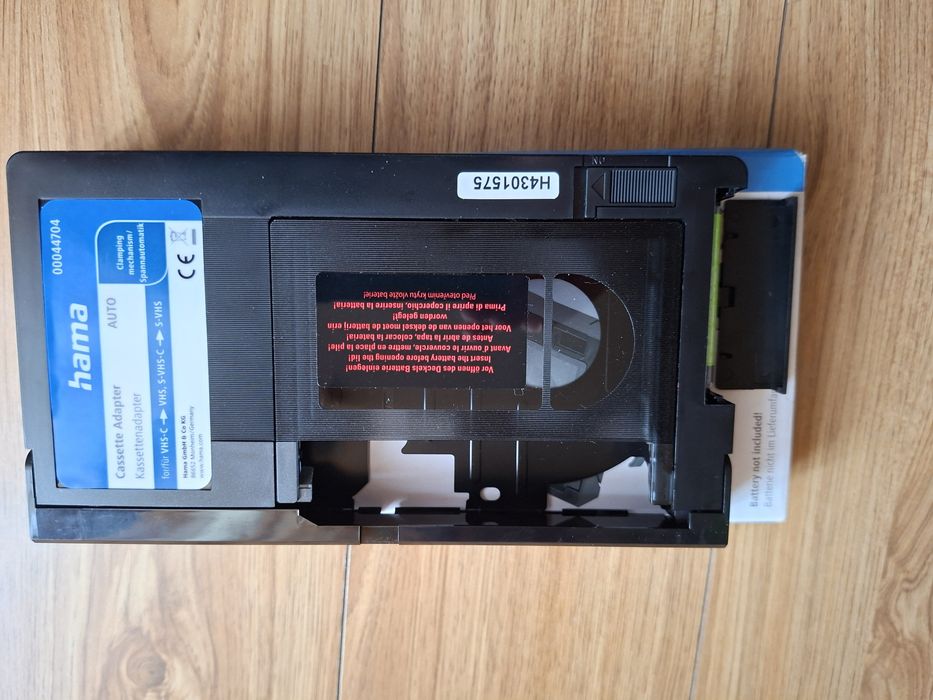 hama
00044704
Clamping
mechanism/
Spannautomatik
Cassette Adapter AUTO
Kassettenadapter
for/für VHS-C → VHS, S-VHS-C → S-VHS
CE
Hama GmbH & Co KG
86652 Monheim/Germany
www.hama.com
H4301575
Vor öffnen des Deckels Batterie einlegen!
Insert the battery before opening the lid!
Avant d'ouvrir le couvercle, mettre en place la pile!
Antes de abrir la tapa, colocar la bateria!
Voor het openen van de deksel moet de batterij erin
worden gelegt!
Prima di aprire il coperchio, inserire la batteria!
Před otevřením krytu vložte baterie!
Battery not included!
Batterie nicht im Lieferumfa